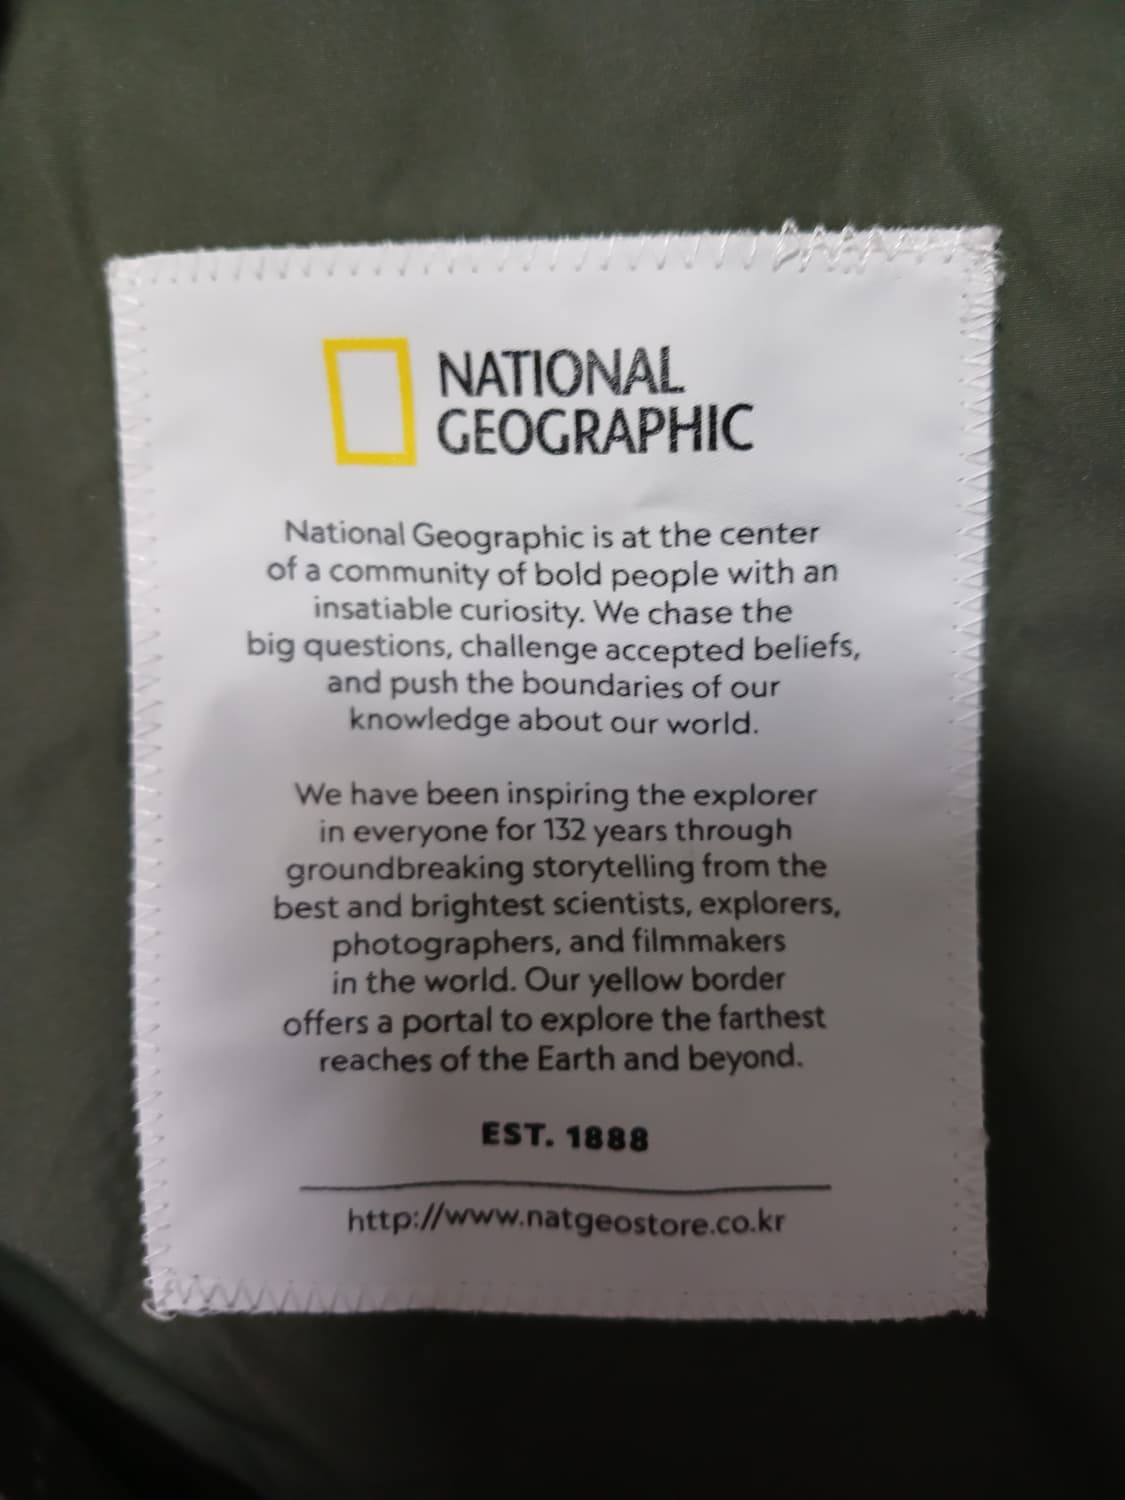 NATIONAL
GEOGRAPHIC
National Geographic is at the center
of a community of bold people with an
insatiable curiosity. We chase the
big questions, challenge accepted beliefs,
and push the boundaries of our
knowledge about our world.
We have been inspiring the explorer
in everyone for 132 years through
groundbreaking storytelling from the
best and brightest scientists, explorers,
photographers, and filmmakers
in the world. Our yellow border
offers a portal to explore the farthest
reaches of the Earth and beyond.
EST. 1888
http://www.natgeostore.co.kr